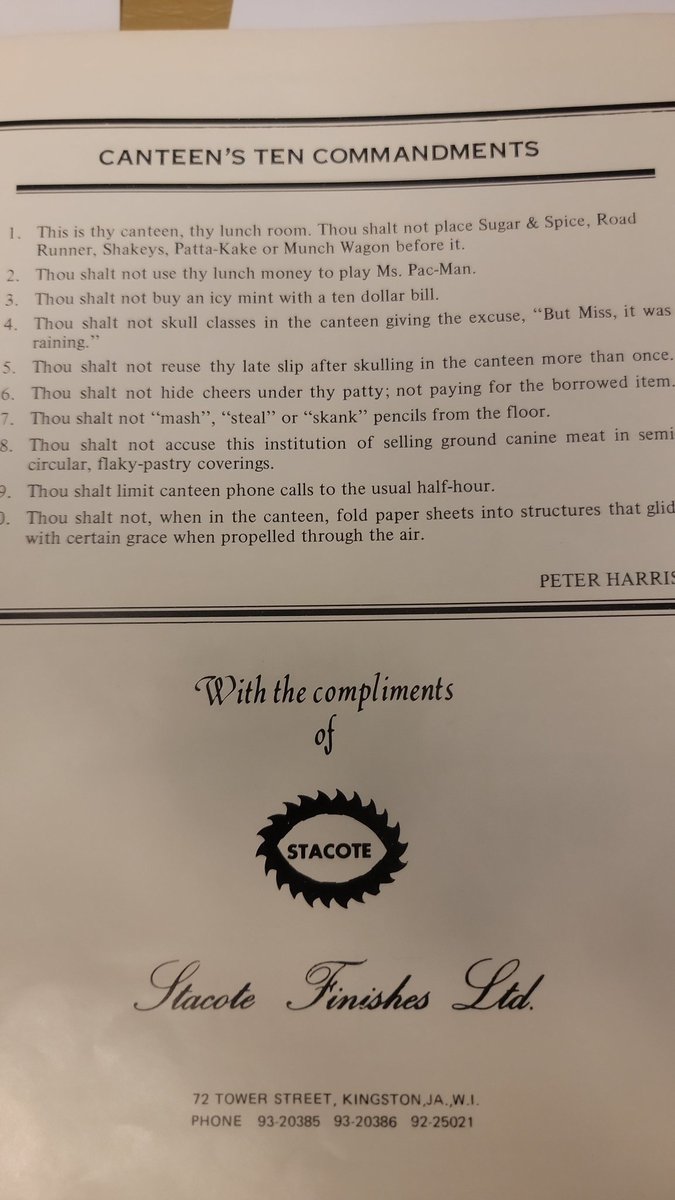 CANTEEN'S TEN COMMANDMENTS
1. This is thy canteen, thy lunch room. Thou shalt not place Sugar & Spice, Road
Runner, Shakeys, Patta-Kake or Munch Wagon before it.
2. Thou shalt not use thy lunch money to play Ms. Pac-Man.
3. Thou shalt not buy an icy mint with a ten dollar bill.
4. Thou shalt not skull classes in the canteen giving the excuse, "But Miss, it was
raining."
5. Thou shalt not reuse thy late slip after skulling in the canteen more than once.
6. Thou shalt not hide cheers under thy patty; not paying for the borrowed item.
7. Thou shalt not "mash", "steal" or "skank" pencils from the floor.
8. Thou shalt not accuse this institution of selling ground canine meat in semi
circular, flaky-pastry coverings.
9. Thou shalt limit canteen phone calls to the usual half-hour.
0. Thou shalt not, when in the canteen, fold paper sheets into structures that glid
with certain grace when propelled through the air.
PETER HARRIS
With the compliments
of
STACOTE
Stacote Finishes Ltd.
72 TOWER STREET, KINGSTON,JA.,W.I.
PHONE 93-20385 93-20386 92-25021